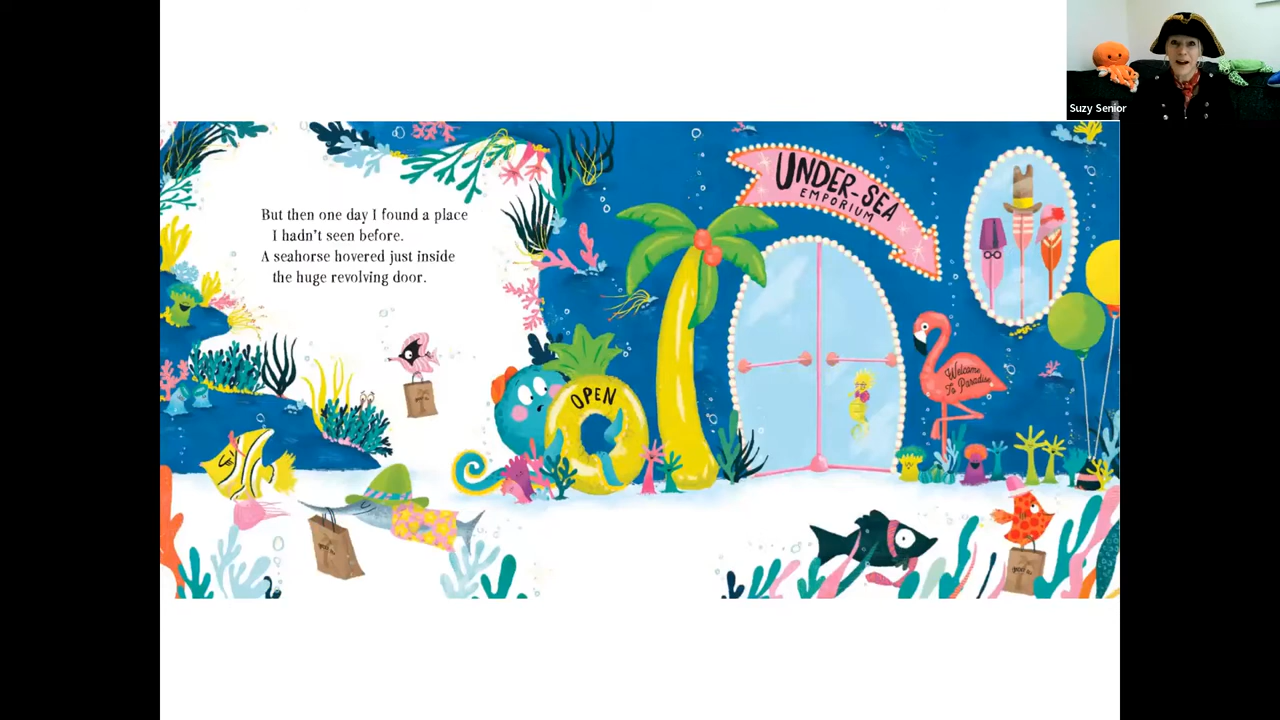 Suzy Senior
But then one day I found a place
I hadn't seen before.
A seahorse hovered just inside
the huge revolving door.
UNDER-SEA
EMPORIUM
OPEN
Welcome
To Paradise